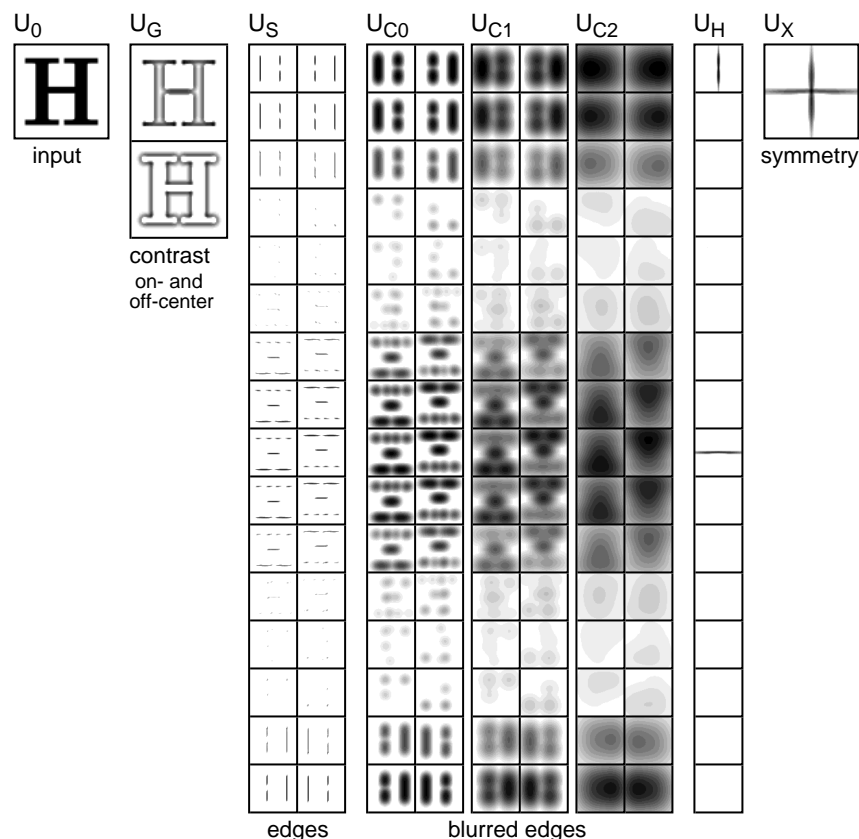 U0 UG US UC0 UC1 UC2 UH UX
H
H
H
input
symmetry
contrast
on- and
off-center
edges blurred edges